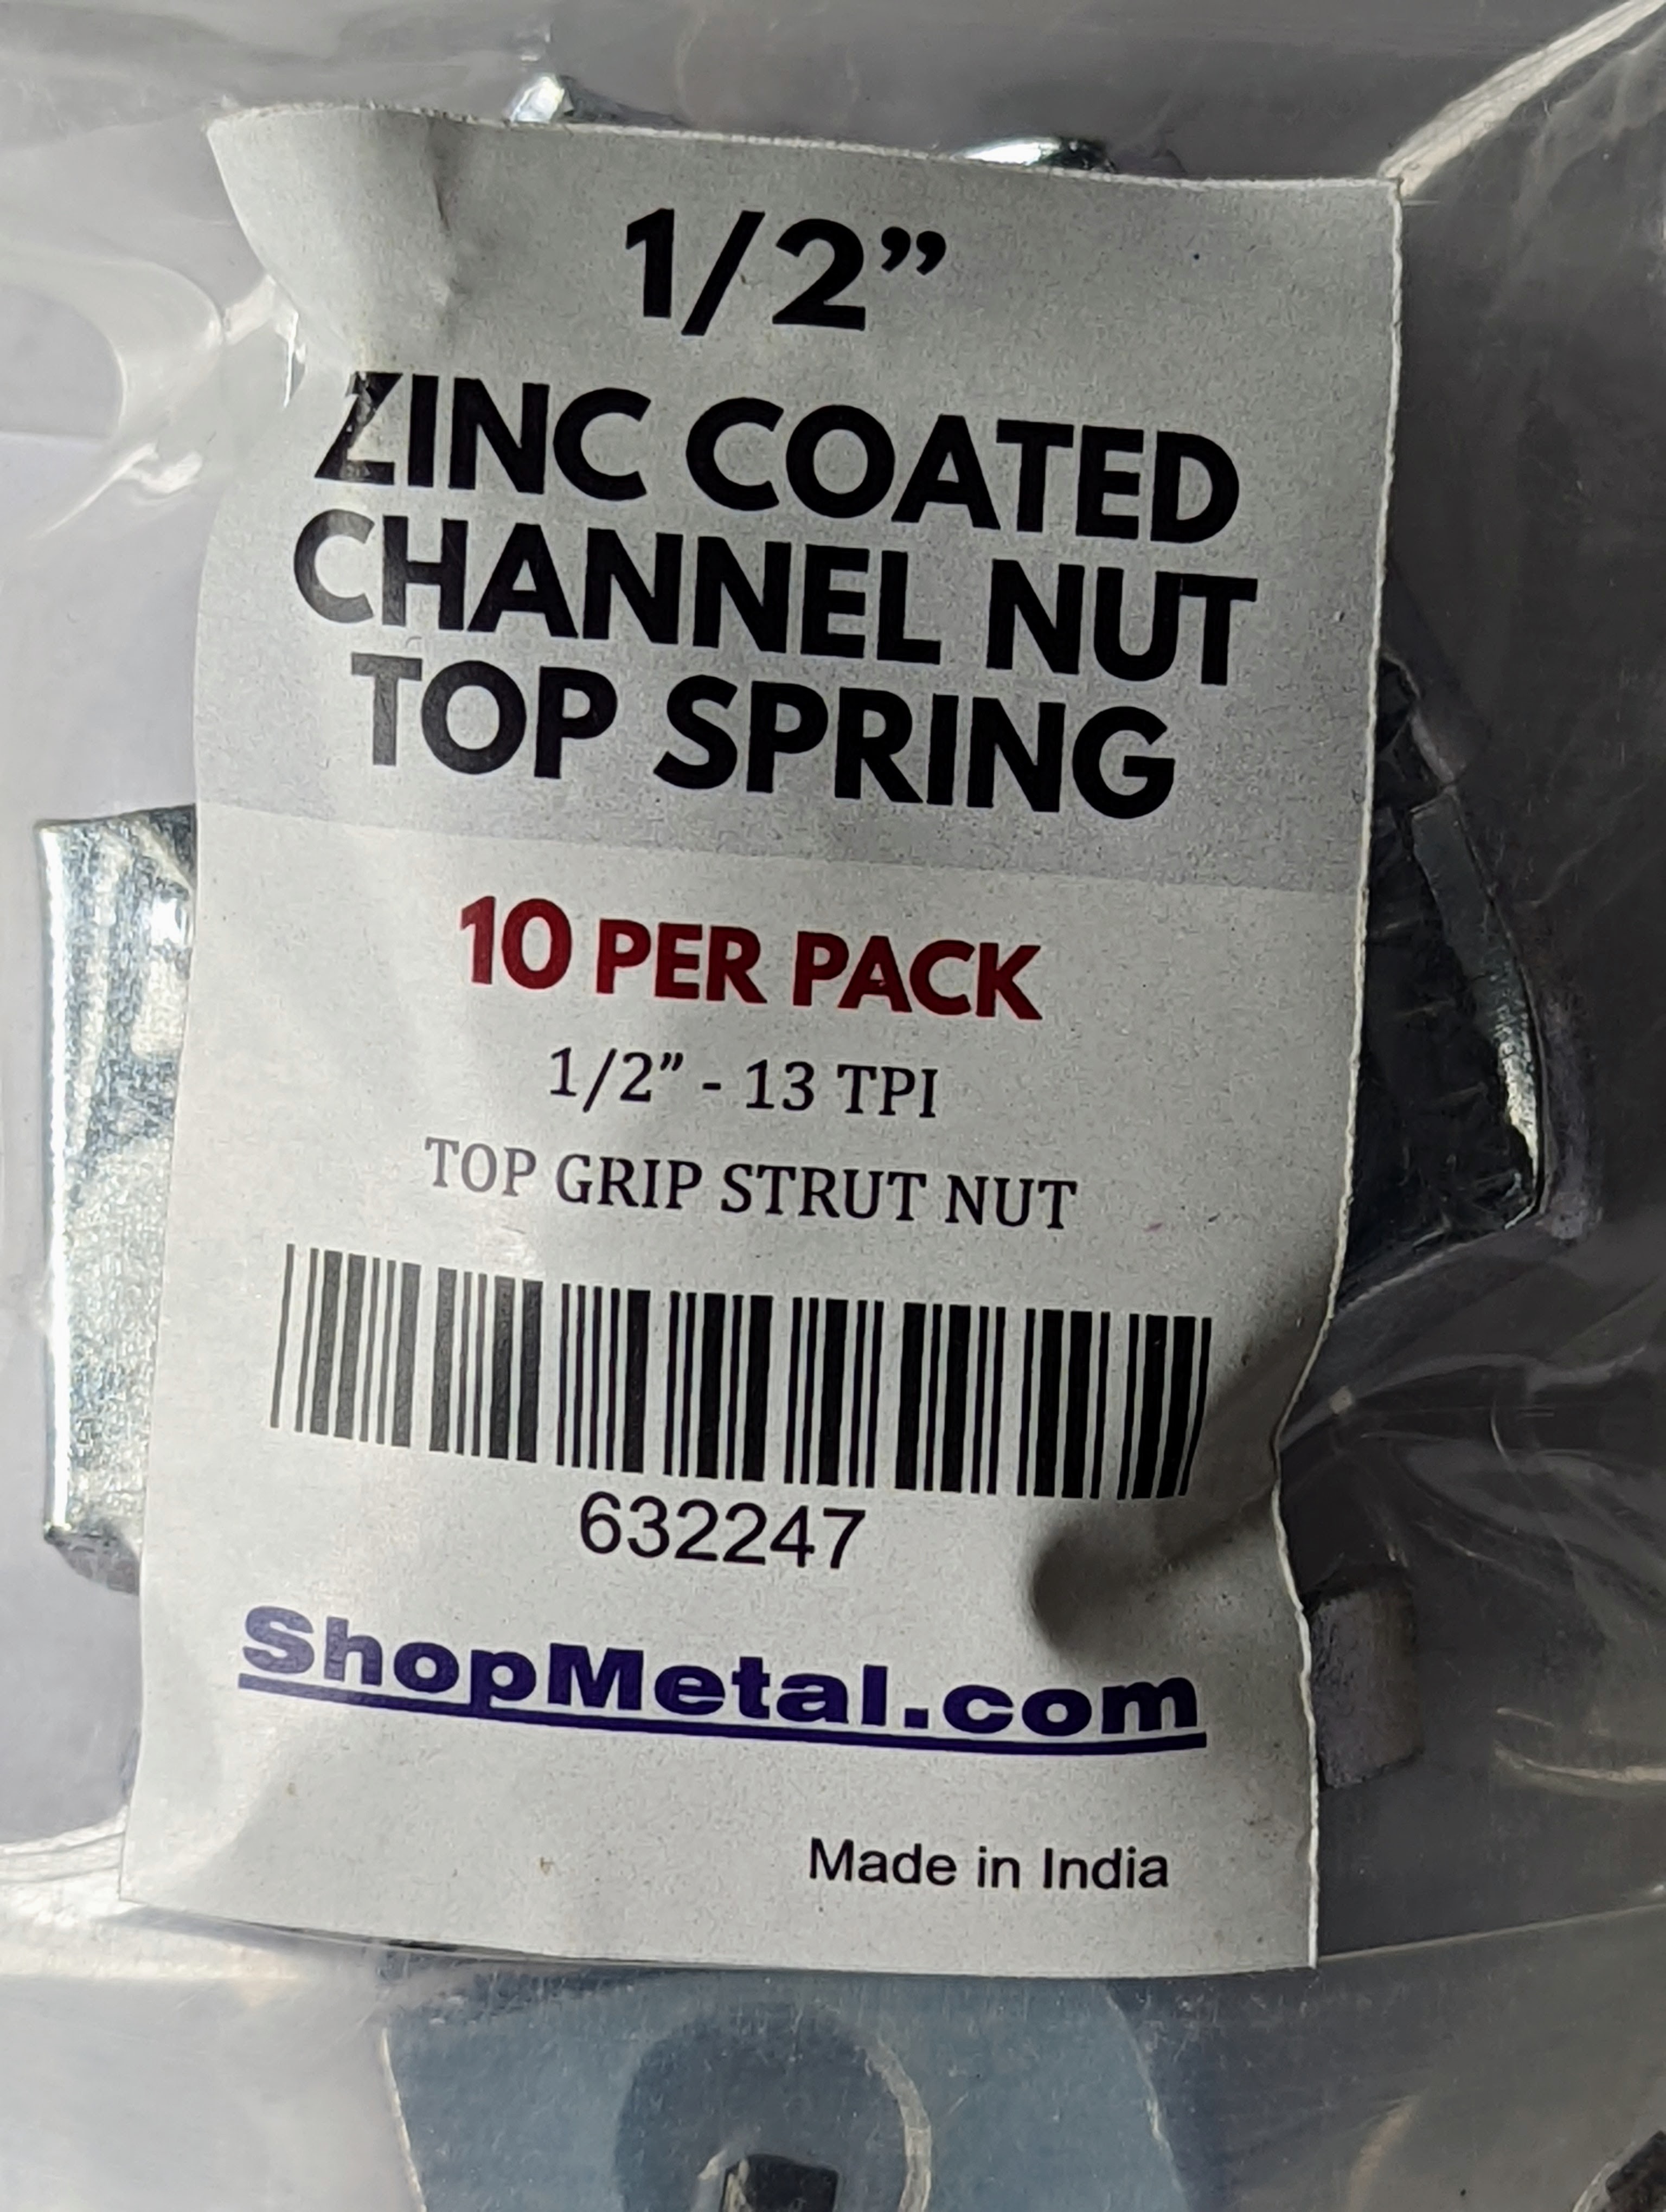 1/2”
ZINC COATED
CHANNEL NUT
TOP SPRING
10 PER PACK
1/2” - 13 TPI
TOP GRIP STRUT NUT
632247
ShopMetal.com
Made in India